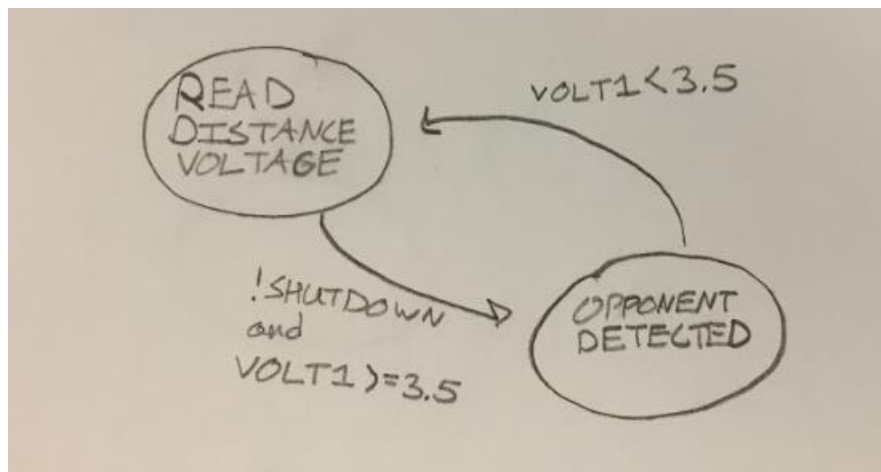 READ
DISTANCE
VOLTAGE
VOLT1<3.5
!SHUTDOWN
and
VOLT1>=3.5
OPPONENT
DETECTED